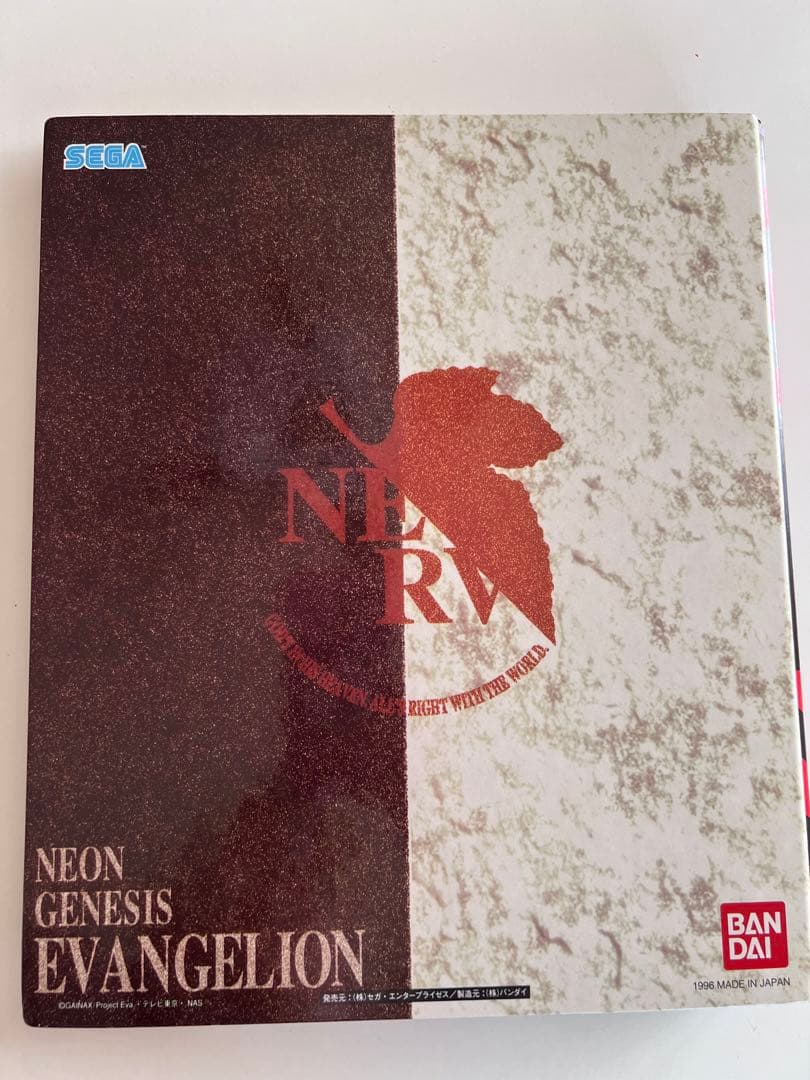 SEGA
NERV
GOD'S IN HIS HEAVEN. ALL'S RIGHT WITH THE WORLD.
NEON
GENESIS
EVANGELION
©GAINAX/Project Eva.・テレビ東京・NAS
発売元：(株)セガ・エンタープライゼス／製造元：(株)バンダイ
BAN
DAI
1996 MADE IN JAPAN